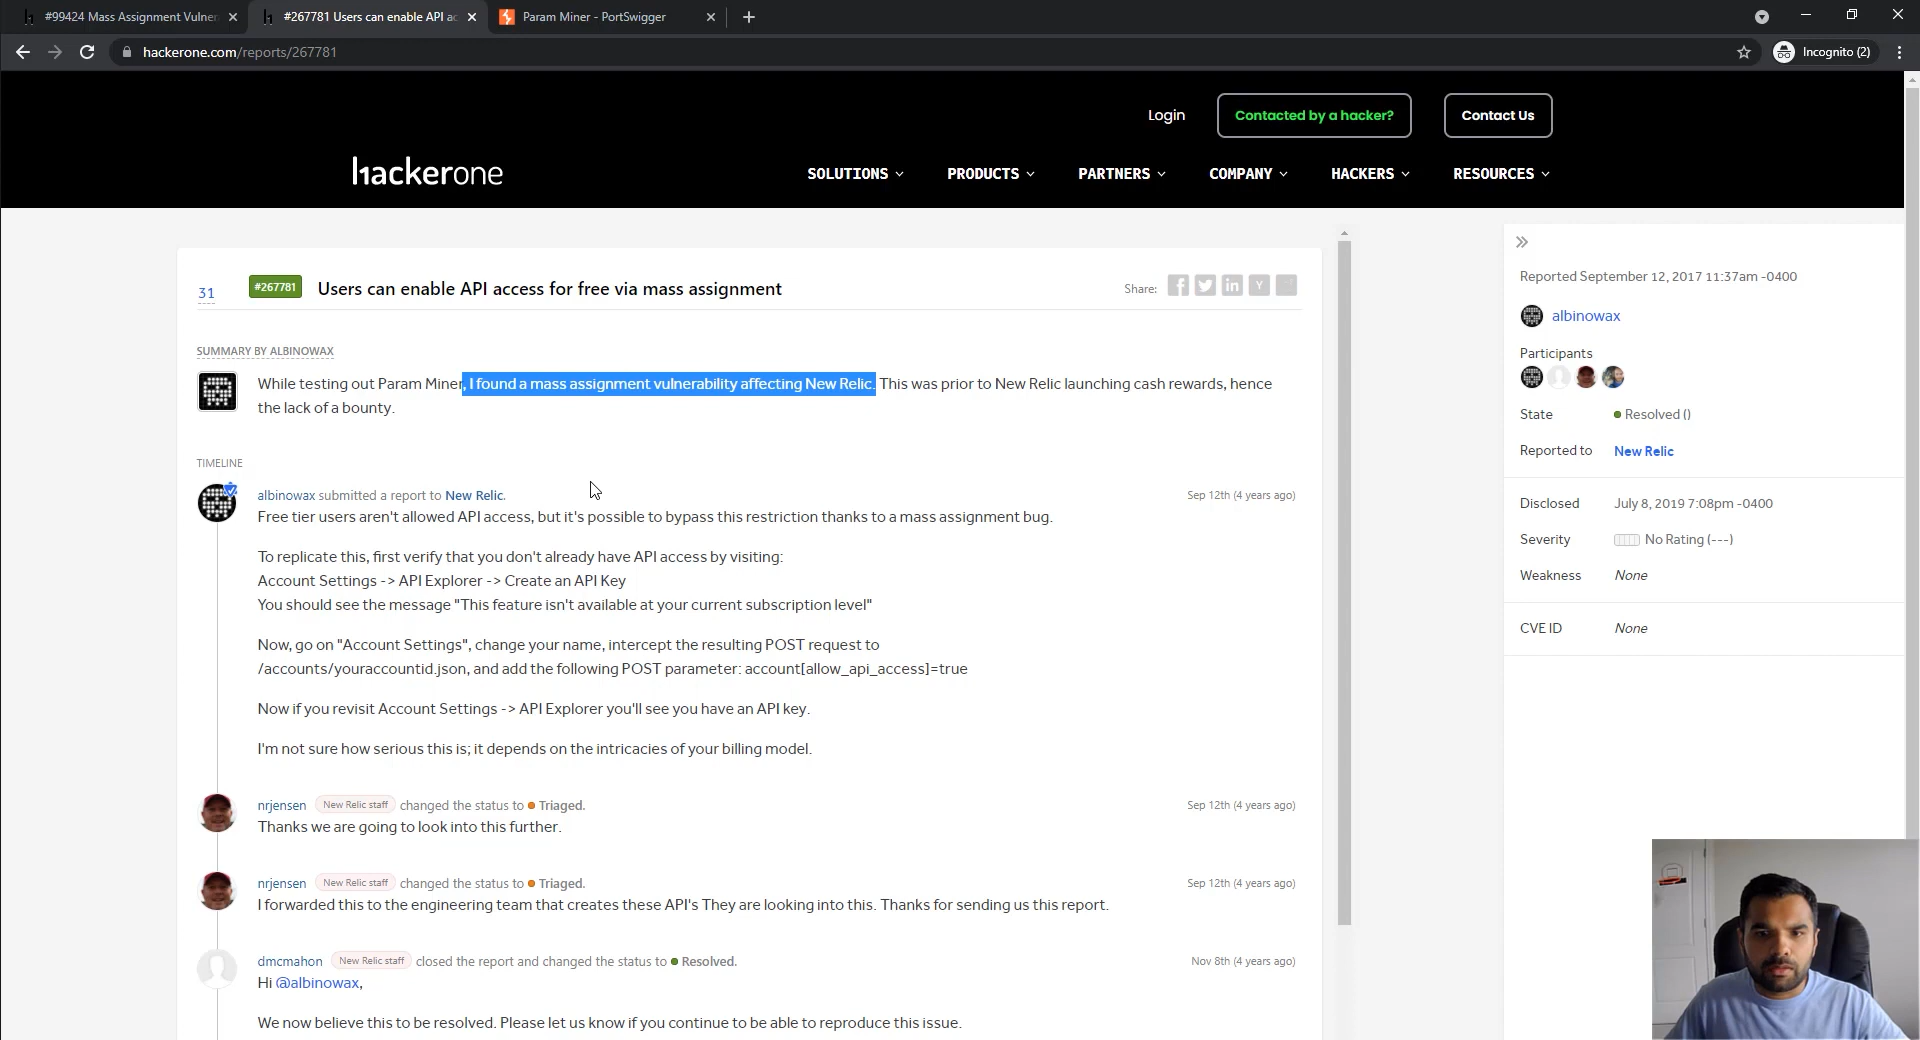 #99424 Mass Assignment Vulner
#267781 Users can enable API ac
Param Miner - PortSwigger
hackerone.com/reports/267781
Incognito (2)
Login
Contacted by a hacker?
Contact Us
hackerone
SOLUTIONS
PRODUCTS
PARTNERS
COMPANY
HACKERS
RESOURCES
31
#267781
Users can enable API access for free via mass assignment
Share:
SUMMARY BY ALBINOWAX
While testing out Param Miner, I found a mass assignment vulnerability affecting New Relic. This was prior to New Relic launching cash rewards, hence
the lack of a bounty.
TIMELINE
albinowax submitted a report to New Relic.
Sep 12th (4 years ago)
Free tier users aren't allowed API access, but it's possible to bypass this restriction thanks to a mass assignment bug.
To replicate this, first verify that you don't already have API access by visiting:
Account Settings -> API Explorer -> Create an API Key
You should see the message "This feature isn't available at your current subscription level"
Now, go on "Account Settings", change your name, intercept the resulting POST request to
/accounts/youraccountid.json, and add the following POST parameter: account[allow_api_access]=true
Now if you revisit Account Settings -> API Explorer you'll see you have an API key.
I'm not sure how serious this is; it depends on the intricacies of your billing model.
nrjensen New Relic staff changed the status to Triaged.
Sep 12th (4 years ago)
Thanks we are going to look into this further.
nrjensen New Relic staff changed the status to Triaged.
Sep 12th (4 years ago)
I forwarded this to the engineering team that creates these API's They are looking into this. Thanks for sending us this report.
dmcmahon New Relic staff closed the report and changed the status to Resolved.
Nov 8th (4 years ago)
Hi @albinowax,
We now believe this to be resolved. Please let us know if you continue to be able to reproduce this issue.
Reported September 12, 2017 11:37am -0400
albinowax
Participants
State Resolved ()
Reported to New Relic
Disclosed July 8, 2019 7:08pm -0400
Severity No Rating (---)
Weakness None
CVE ID None